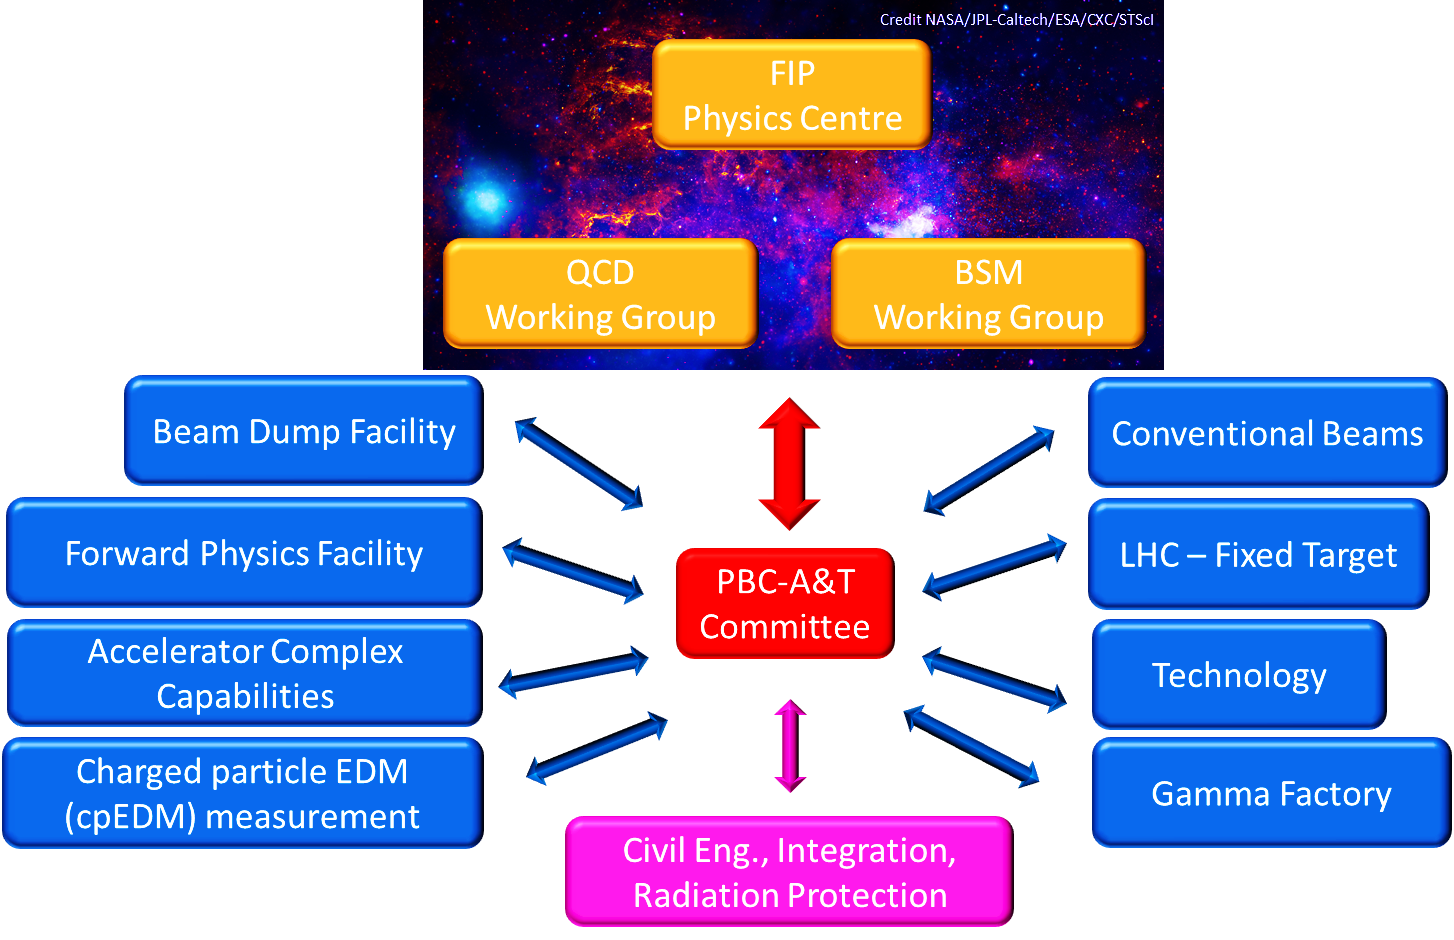 Credit NASA/JPL-Caltech/ESA/CXC/STScI
FIP
Physics Centre
QCD
Working Group
BSM
Working Group
Beam Dump Facility
Conventional Beams
Forward Physics Facility
LHC – Fixed Target
PBC-A&T
Committee
Accelerator Complex
Capabilities
Technology
Charged particle EDM
(cpEDM) measurement
Gamma Factory
Civil Eng., Integration,
Radiation Protection